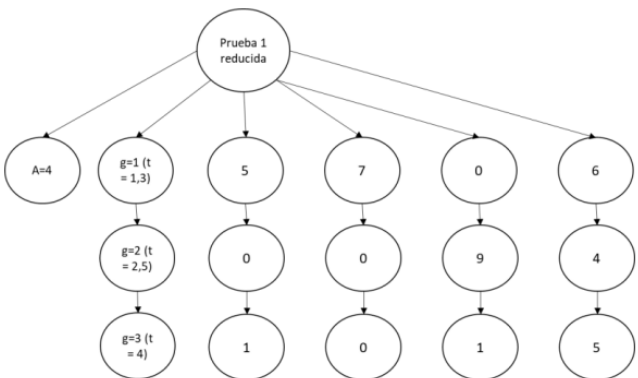 Prueba 1
reducida
A=4
g=1 (t
= 1,3)
5
7
0
6
g=2 (t
= 2,5)
0
0
9
4
g=3 (t
= 4)
1
0
1
5